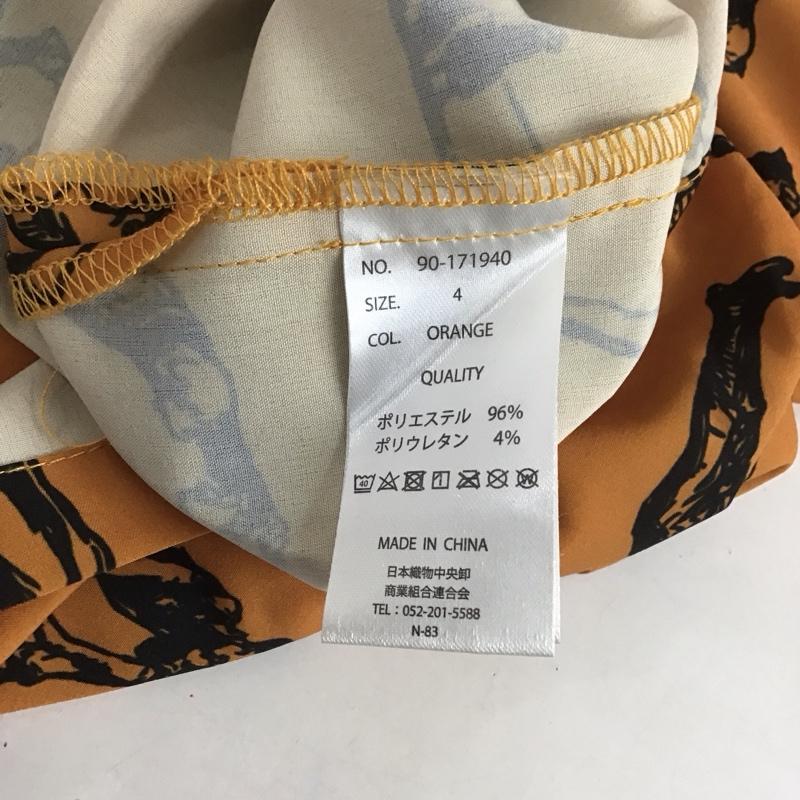 NO. 90-171940
SIZE. 4
COL. ORANGE
QUALITY
ポリエステル 96%
ポリウレタン 4%
40
MADE IN CHINA
日本織物中央卸
商業組合連合会
TEL：052-201-5588
N-83